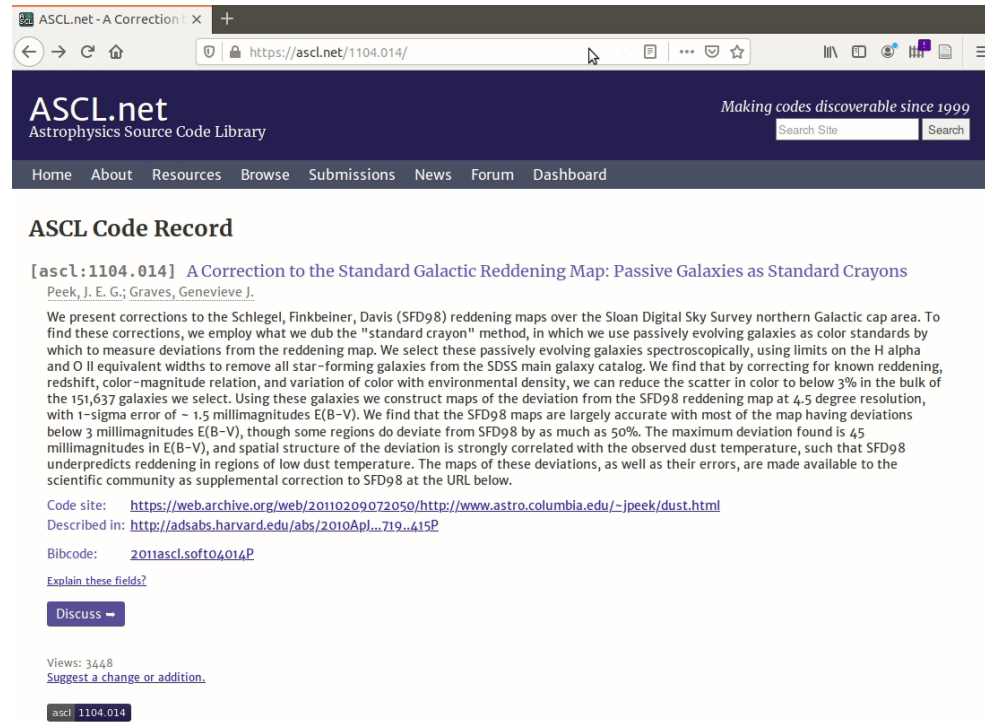 ASCL.net - A Correction t
https://ascl.net/1104.014/
ASCL.net
Astrophysics Source Code Library
Making codes discoverable since 1999
Search Site
Search
Home About Resources Browse Submissions News Forum Dashboard
ASCL Code Record
[ascl:1104.014] A Correction to the Standard Galactic Reddening Map: Passive Galaxies as Standard Crayons
Peek, J. E. G.; Graves, Genevieve J.
We present corrections to the Schlegel, Finkbeiner, Davis (SFD98) reddening maps over the Sloan Digital Sky Survey northern Galactic cap area. To
find these corrections, we employ what we dub the "standard crayon" method, in which we use passively evolving galaxies as color standards by
which to measure deviations from the reddening map. We select these passively evolving galaxies spectroscopically, using limits on the H alpha
and O II equivalent widths to remove all star-forming galaxies from the SDSS main galaxy catalog. We find that by correcting for known reddening,
redshift, color-magnitude relation, and variation of color with environmental density, we can reduce the scatter in color to below 3% in the bulk of
the 151,637 galaxies we select. Using these galaxies we construct maps of the deviation from the SFD98 reddening map at 4.5 degree resolution,
with 1-sigma error of ~ 1.5 millimagnitudes E(B-V). We find that the SFD98 maps are largely accurate with most of the map having deviations
below 3 millimagnitudes E(B-V), though some regions do deviate from SFD98 by as much as 50%. The maximum deviation found is 45
millimagnitudes in E(B-V), and spatial structure of the deviation is strongly correlated with the observed dust temperature, such that SFD98
underpredicts reddening in regions of low dust temperature. The maps of these deviations, as well as their errors, are made available to the
scientific community as supplemental correction to SFD98 at the URL below.
Code site: https://web.archive.org/web/20110209072050/http://www.astro.columbia.edu/~jpeek/dust.html
Described in: http://adsabs.harvard.edu/abs/2010ApJ...719..415P
Bibcode: 2011ascl.soft04014P
Explain these fields?
Discuss ➥
Views: 3448
Suggest a change or addition.
ascl 1104.014